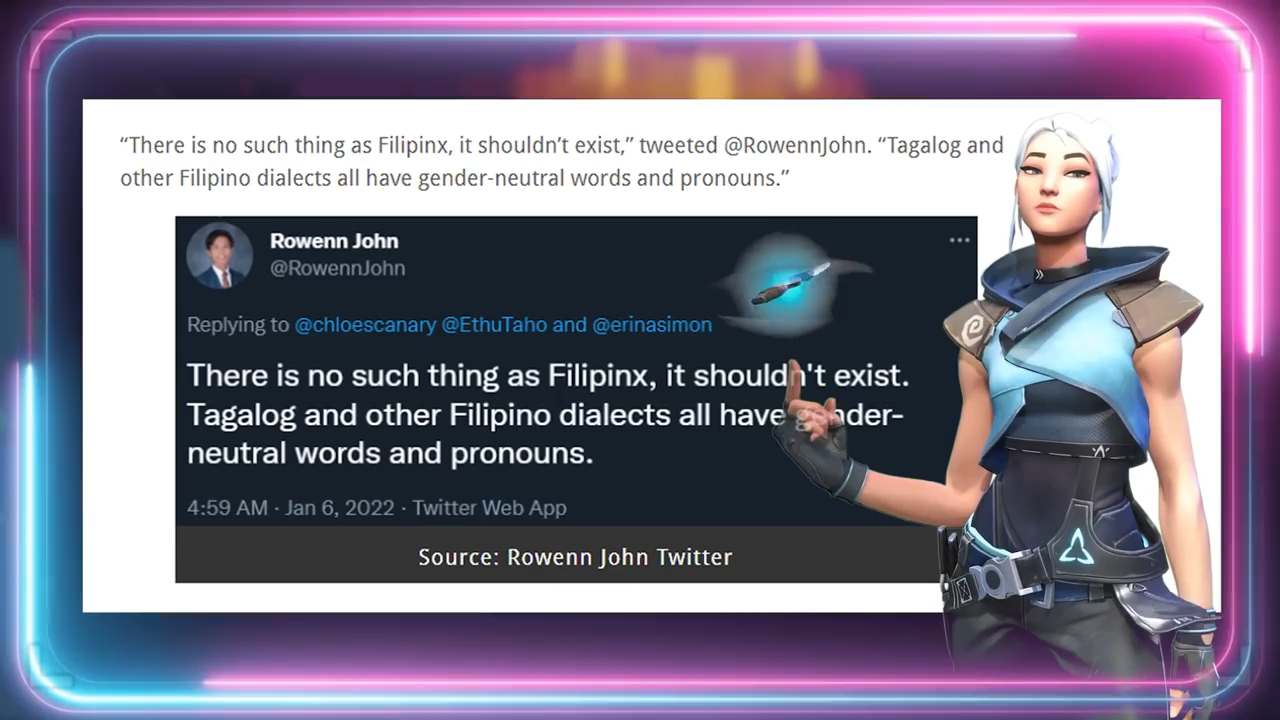 “There is no such thing as Filipinx, it shouldn’t exist,” tweeted @RowennJohn. “Tagalog and
other Filipino dialects all have gender-neutral words and pronouns.”
Rowenn John
@RowennJohn
Replying to @chloescanary @EthuTaho and @erinasimon
There is no such thing as Filipinx, it shouldn't exist.
Tagalog and other Filipino dialects all have gender-
neutral words and pronouns.
4:59 AM · Jan 6, 2022 · Twitter Web App
Source: Rowenn John Twitter